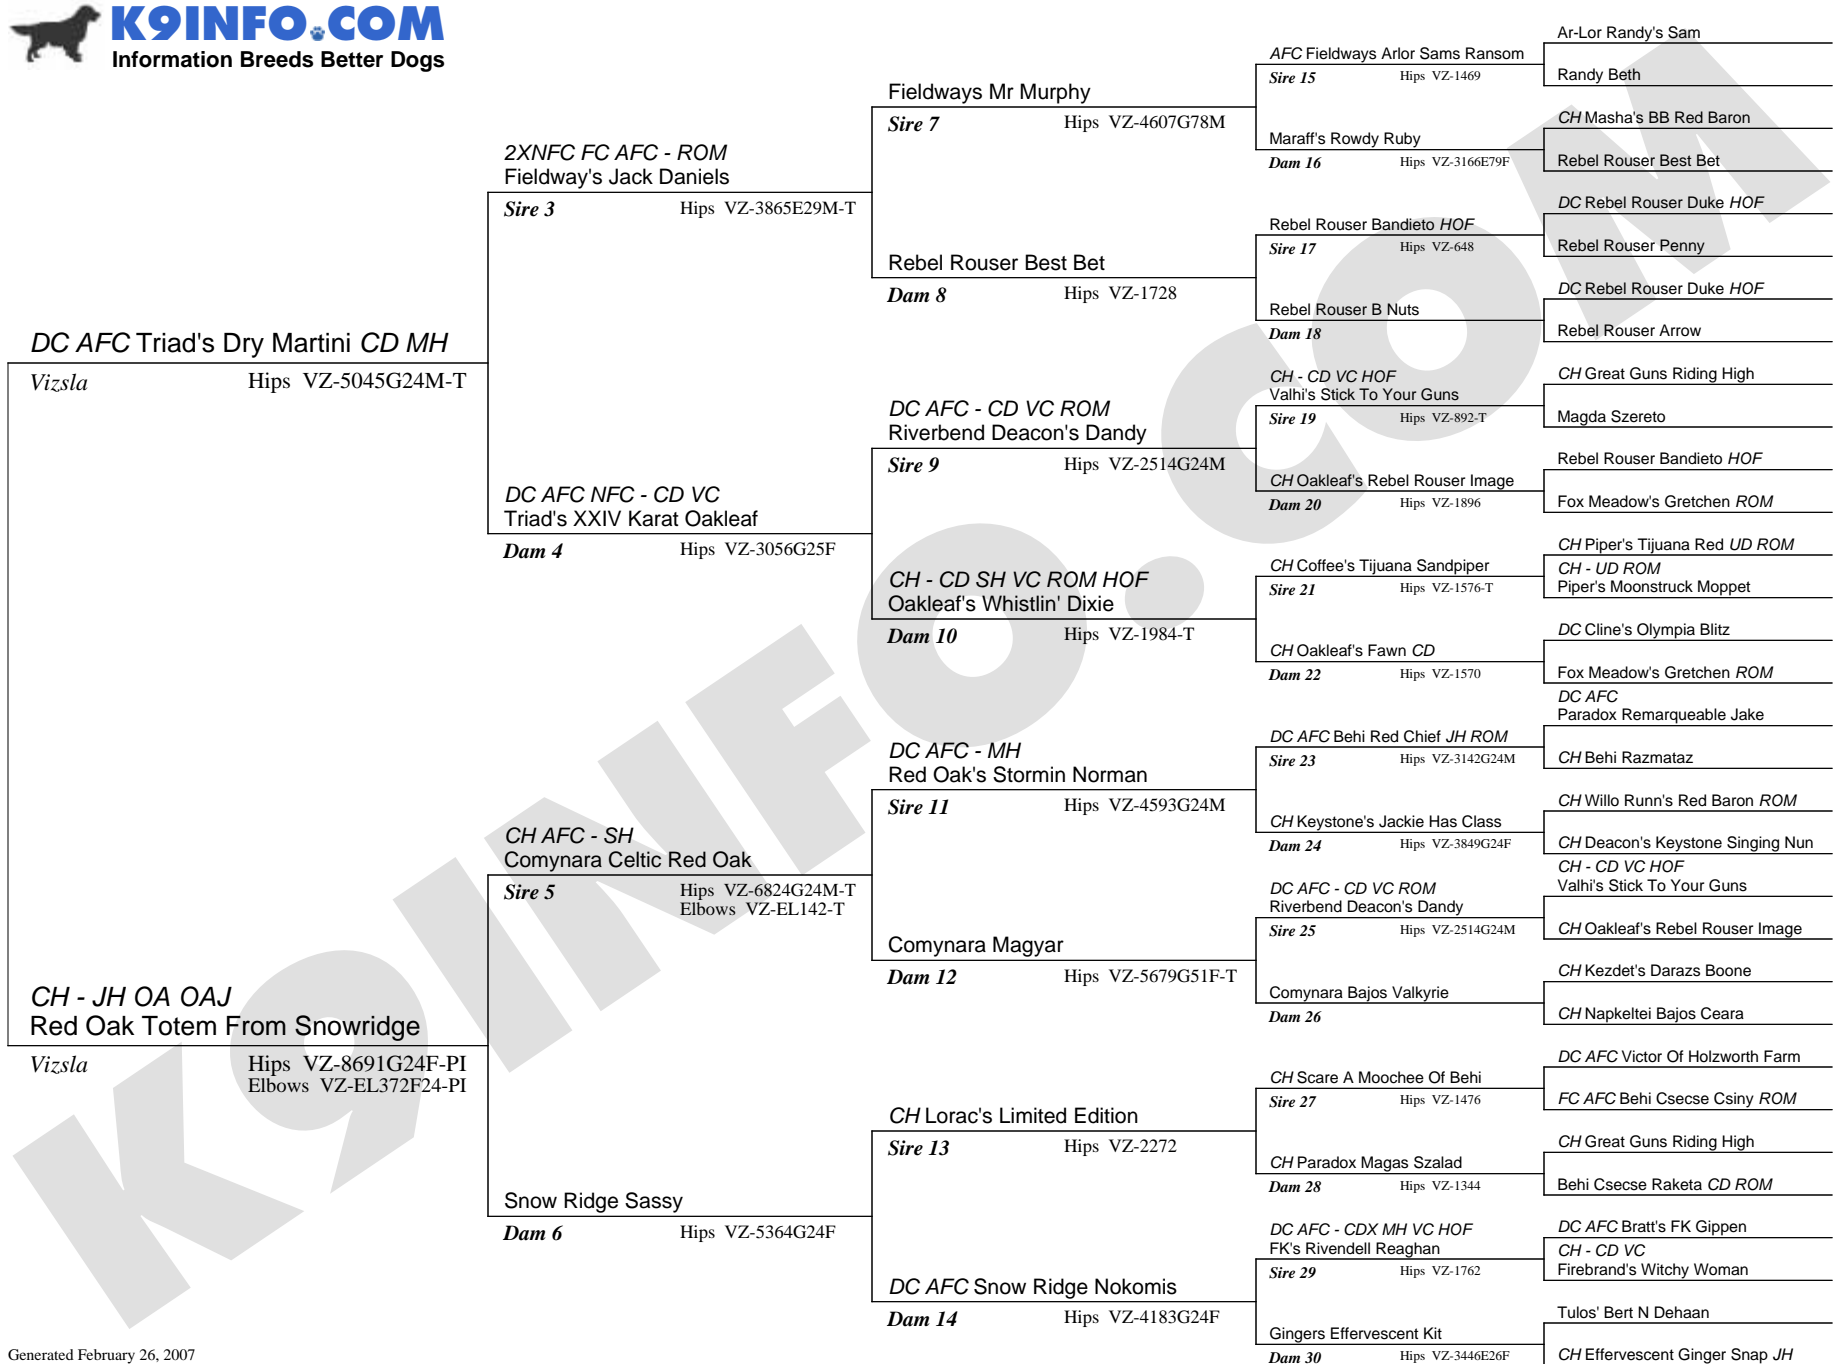 K9INFO.COM
Information Breeds Better Dogs
DC AFC Triad's Dry Martini CD MH
Vizsla Hips VZ-5045G24M-T
CH - JH OA OAJ
Red Oak Totem From Snowridge
Vizsla Hips VZ-8691G24F-PI
Elbows VZ-EL372F24-PI
2XNFC FC AFC - ROM
Fieldway's Jack Daniels
Sire 3 Hips VZ-3865E29M-T
DC AFC NFC - CD VC
Triad's XXIV Karat Oakleaf
Dam 4 Hips VZ-3056G25F
CH AFC - SH
Comynara Celtic Red Oak
Sire 5 Hips VZ-6824G24M-T
Elbows VZ-EL142-T
Snow Ridge Sassy
Dam 6 Hips VZ-5364G24F
Fieldways Mr Murphy
Sire 7 Hips VZ-4607G78M
Rebel Rouser Best Bet
Dam 8 Hips VZ-1728
DC AFC - CD VC ROM
Riverbend Deacon's Dandy
Sire 9 Hips VZ-2514G24M
CH - CD SH VC ROM HOF
Oakleaf's Whistlin' Dixie
Dam 10 Hips VZ-1984-T
DC AFC - MH
Red Oak's Stormin Norman
Sire 11 Hips VZ-4593G24M
Comynara Magyar
Dam 12 Hips VZ-5679G51F-T
CH Lorac's Limited Edition
Sire 13 Hips VZ-2272
DC AFC Snow Ridge Nokomis
Dam 14 Hips VZ-4183G24F
AFC Fieldways Arlor Sams Ransom
Sire 15 Hips VZ-1469
Maraff's Rowdy Ruby
Dam 16 Hips VZ-3166E79F
Rebel Rouser Bandieto HOF
Sire 17 Hips VZ-648
Rebel Rouser B Nuts
Dam 18
CH - CD VC HOF
Valhi's Stick To Your Guns
Sire 19 Hips VZ-892-T
CH Oakleaf's Rebel Rouser Image
Dam 20 Hips VZ-1896
CH Coffee's Tijuana Sandpiper
Sire 21 Hips VZ-1576-T
CH Oakleaf's Fawn CD
Dam 22 Hips VZ-1570
DC AFC Behi Red Chief JH ROM
Sire 23 Hips VZ-3142G24M
CH Keystone's Jackie Has Class
Dam 24 Hips VZ-3849G24F
DC AFC - CD VC ROM
Riverbend Deacon's Dandy
Sire 25 Hips VZ-2514G24M
Comynara Bajos Valkyrie
Dam 26
CH Scare A Moochee Of Behi
Sire 27 Hips VZ-1476
CH Paradox Magas Szalad
Dam 28 Hips VZ-1344
DC AFC - CDX MH VC HOF
FK's Rivendell Reaghan
Sire 29 Hips VZ-1762
Gingers Effervescent Kit
Dam 30 Hips VZ-3446E26F
Ar-Lor Randy's Sam
Randy Beth
CH Masha's BB Red Baron
Rebel Rouser Best Bet
DC Rebel Rouser Duke HOF
Rebel Rouser Penny
DC Rebel Rouser Duke HOF
Rebel Rouser Arrow
CH Great Guns Riding High
Magda Szereto
Rebel Rouser Bandieto HOF
Fox Meadow's Gretchen ROM
CH Piper's Tijuana Red UD ROM
CH - UD ROM
Piper's Moonstruck Moppet
DC Cline's Olympia Blitz
Fox Meadow's Gretchen ROM
DC AFC
Paradox Remarqueable Jake
CH Behi Razmataz
CH Willo Runn's Red Baron ROM
CH Deacon's Keystone Singing Nun
CH - CD VC HOF
Valhi's Stick To Your Guns
CH Oakleaf's Rebel Rouser Image
CH Kezdet's Darazs Boone
CH Napkeltei Bajos Ceara
DC AFC Victor Of Holzworth Farm
FC AFC Behi Csecse Csiny ROM
CH Great Guns Riding High
Behi Csecse Raketa CD ROM
DC AFC Bratt's FK Gippen
CH - CD VC
Firebrand's Witchy Woman
Tulos' Bert N Dehaan
CH Effervescent Ginger Snap JH
Generated February 26, 2007
K9INFO.COM